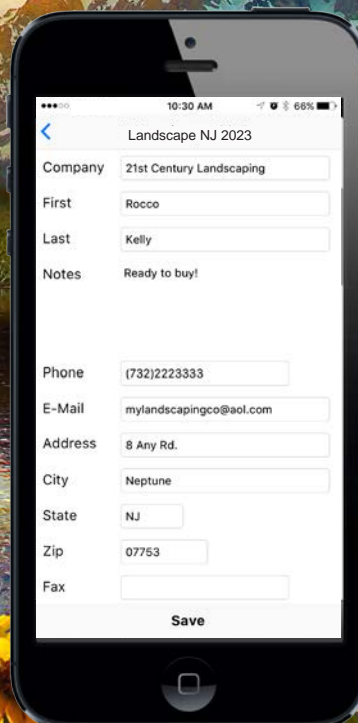 10:30 AM 66%
Landscape NJ 2023
Company 21st Century Landscaping
First Rocco
Last Kelly
Notes Ready to buy!
Phone (732)2223333
E-Mail mylandscapingco@aol.com
Address 8 Any Rd.
City Neptune
State NJ
Zip 07753
Fax
Save